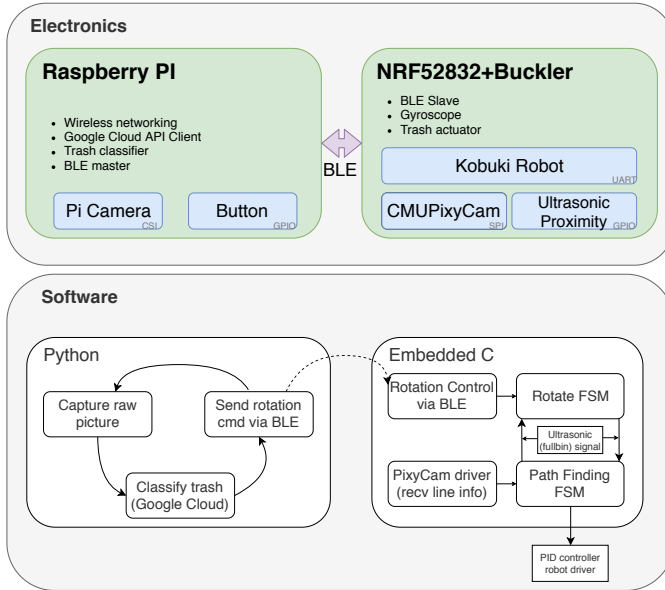 Electronics
Raspberry PI
• Wireless networking
• Google Cloud API Client
• Trash classifier
• BLE master
Pi Camera
CSI
Button
GPIO
BLE
NRF52832+Buckler
• BLE Slave
• Gyroscope
• Trash actuator
Kobuki Robot
UART
CMUPixyCam
SPI
Ultrasonic
Proximity
GPIO
Software
Python
Capture raw
picture
Send rotation
cmd via BLE
Classify trash
(Google Cloud)
Embedded C
Rotation Control
via BLE
Rotate FSM
Ultrasonic
(fullbin) signal
PixyCam driver
(recv line info)
Path Finding
FSM
PID controller
robot driver